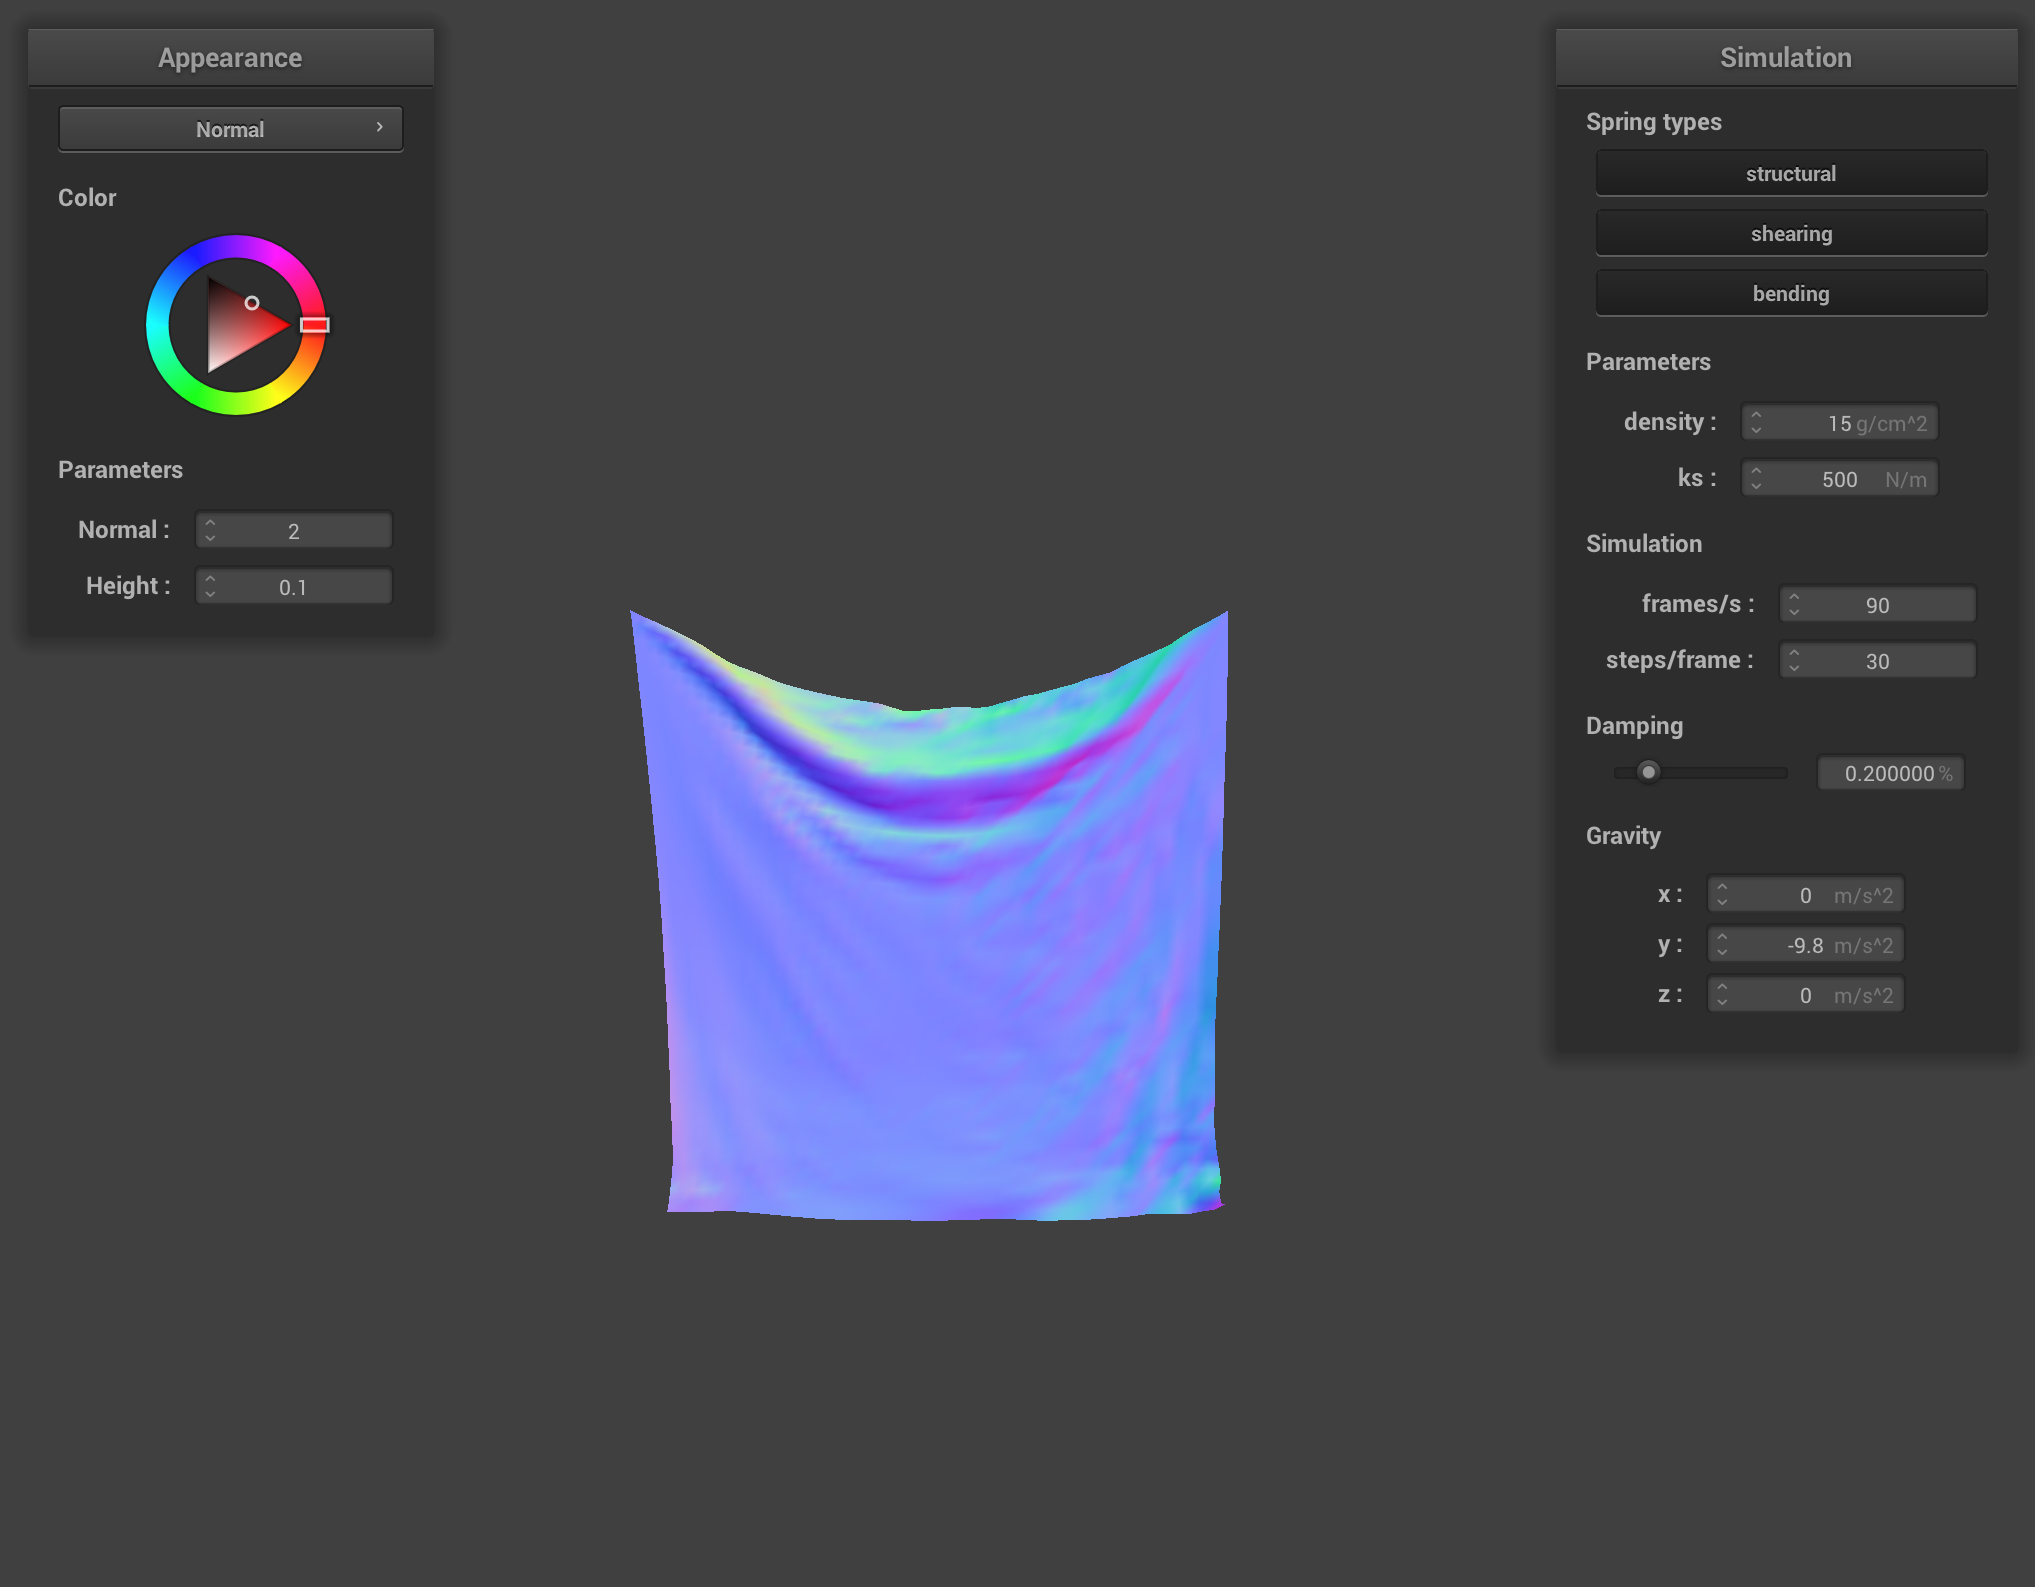 Appearance
Normal
Color
Parameters
Normal : 2
Height : 0.1
Simulation
Spring types
structural
shearing
bending
Parameters
density : 15 g/cm^2
ks : 500 N/m
Simulation
frames/s : 90
steps/frame : 30
Damping
0.200000 %
Gravity
x : 0 m/s^2
y : -9.8 m/s^2
z : 0 m/s^2